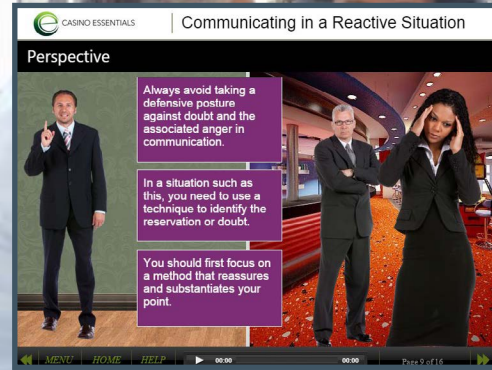 CASINO ESSENTIALS
Communicating in a Reactive Situation
Perspective
Always avoid taking a
defensive posture
against doubt and the
associated anger in
communication.
In a situation such as
this, you need to use a
technique to identify the
reservation or doubt.
You should first focus on
a method that reassures
and substantiates your
point.
MENU HOME HELP 00:00 00:00 Page 9 of 16